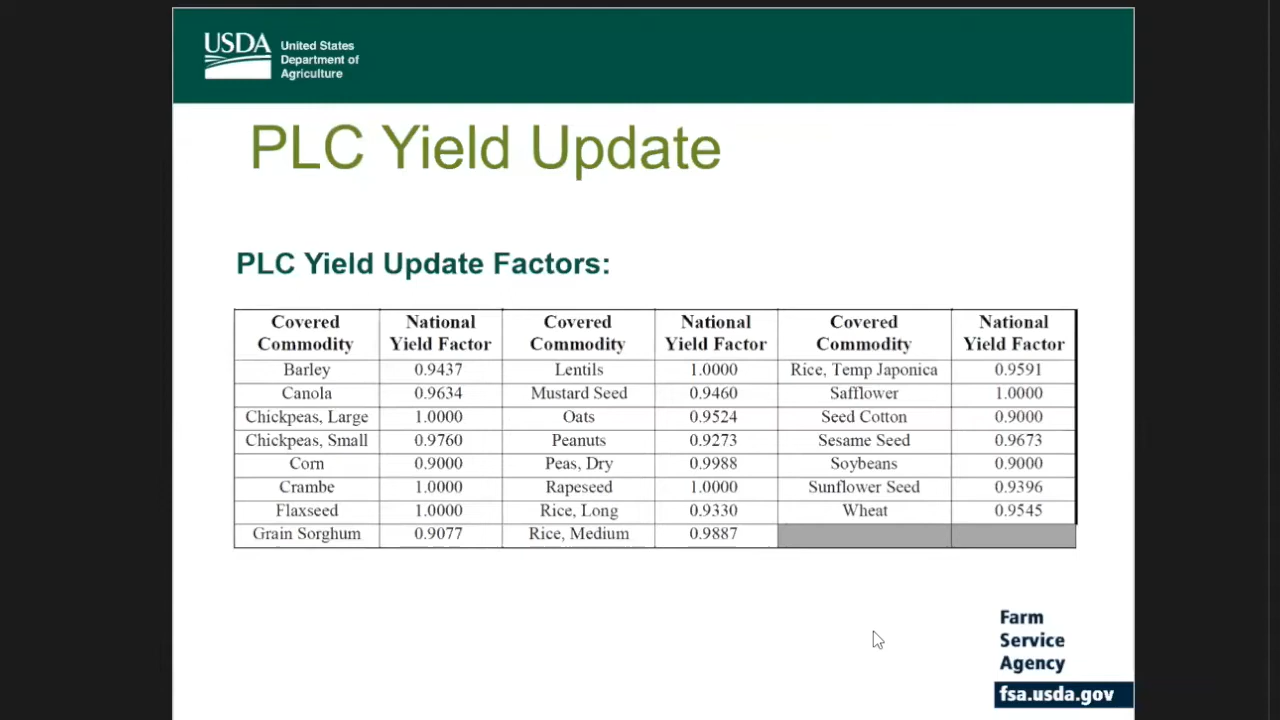 USDA
United States
Department of
Agriculture
PLC Yield Update
PLC Yield Update Factors:
Covered Commodity National Yield Factor Covered Commodity National Yield Factor Covered Commodity National Yield Factor
Barley 0.9437 Lentils 1.0000 Rice, Temp Japonica 0.9591
Canola 0.9634 Mustard Seed 0.9460 Safflower 1.0000
Chickpeas, Large 1.0000 Oats 0.9524 Seed Cotton 0.9000
Chickpeas, Small 0.9760 Peanuts 0.9273 Sesame Seed 0.9673
Corn 0.9000 Peas, Dry 0.9988 Soybeans 0.9000
Crambe 1.0000 Rapeseed 1.0000 Sunflower Seed 0.9396
Flaxseed 1.0000 Rice, Long 0.9330 Wheat 0.9545
Grain Sorghum 0.9077 Rice, Medium 0.9887
Farm
Service
Agency
fsa.usda.gov